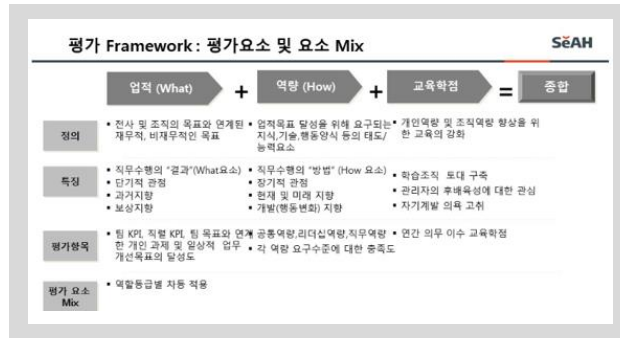 평가 Framework : 평가요소 및 요소 Mix
SeAH
업적 (What)
+
역량 (How)
+
교육학점
=
종합
정의
• 전사 및 조직의 목표와 연계된
재무적, 비재무적인 목표
• 업적목표 달성을 위해 요구되는
지식,기술,행동양식 등의 태도/
능력요소
• 개인역량 및 조직역량 향상을 위
한 교육의 강화
특징
• 직무수행의 "결과"(What요소)
• 단기적 관점
• 과거지향
• 보상지향
• 직무수행의 "방법" (How 요소)
• 장기적 관점
• 현재 및 미래 지향
• 개발(행동변화) 지향
• 학습조직 토대 구축
• 관리자의 후배육성에 대한 관심
• 자기계발 의욕 고취
평가항목
• 팀 KPI, 직렬 KPI, 팀 목표와 연계
한 개인 과제 및 일상적 업무
개선목표의 달성도
공통역량,리더십역량,직무역량
• 각 역량 요구수준에 대한 충족도
• 연간 의무 이수 교육학점
평가 요소
Mix
• 역할등급별 차등 적용